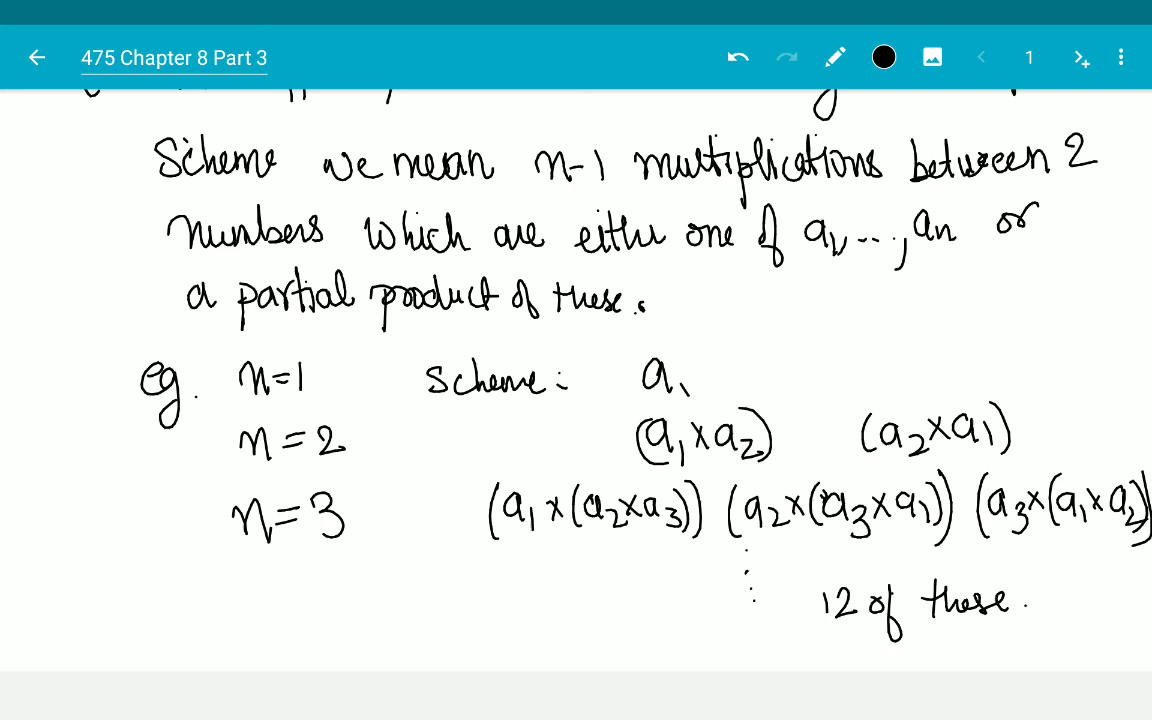 475 Chapter 8 Part 3
1
Scheme we mean n-1 multiplications between 2
numbers which are either one of a1, ..., an or
a partial product of these.
eg. n=1 scheme: a1
n=2 (a1×a2) (a2×a1)
n=3 (a1×(a2×a3)) (a2×(a3×a1)) (a3×(a1×a2)
⋮ 12 of these.